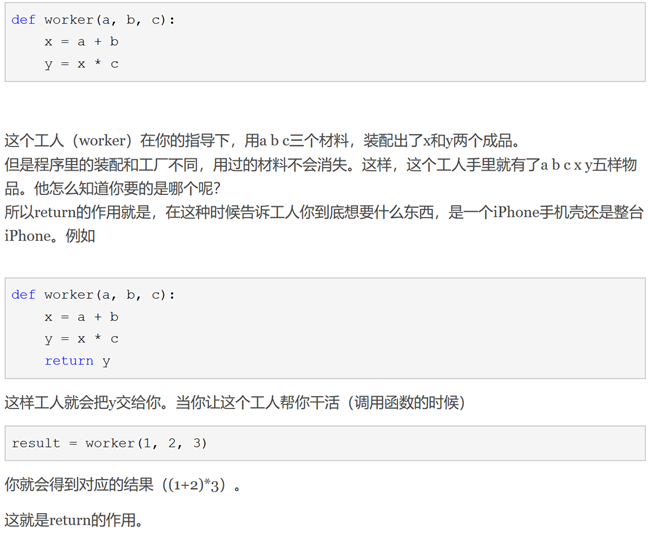 def worker(a, b, c):
    x = a + b
    y = x * c
这个工人（worker）在你的指导下，用a b c三个材料，装配出了x和y两个成品。
但是程序里的装配和工厂不同，用过的材料不会消失。这样，这个工人手里就有了a b c x y五样物
品。他怎么知道你要的是哪个呢？
所以return的作用就是，在这种时候告诉工人你到底想要什么东西，是一个iPhone手机壳还是整台
iPhone。例如
def worker(a, b, c):
    x = a + b
    y = x * c
    return y
这样工人就会把y交给你。当你让这个工人帮你干活（调用函数的时候）
result = worker(1, 2, 3)
你就会得到对应的结果（(1+2)*3）。
这就是return的作用。